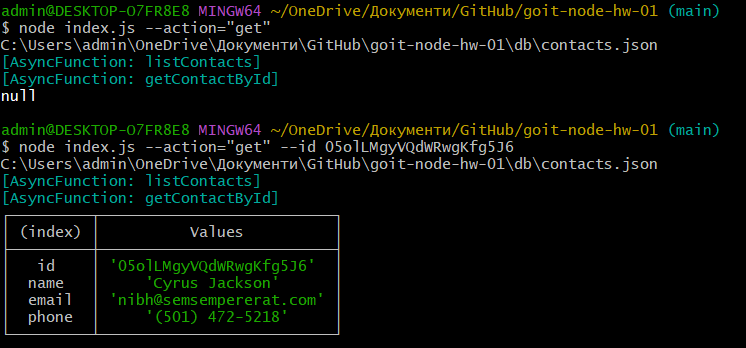 admin@DESKTOP-O7FR8E8 MINGW64 ~/OneDrive/Документи/GitHub/goit-node-hw-01 (main)
$ node index.js --action="get"
C:\Users\admin\OneDrive\Документи\GitHub\goit-node-hw-01\db\contacts.json
[AsyncFunction: listContacts]
[AsyncFunction: getContactById]
null
admin@DESKTOP-O7FR8E8 MINGW64 ~/OneDrive/Документи/GitHub/goit-node-hw-01 (main)
$ node index.js --action="get" --id 05olLMgyVQdWRwgKfg5J6
C:\Users\admin\OneDrive\Документи\GitHub\goit-node-hw-01\db\contacts.json
[AsyncFunction: listContacts]
[AsyncFunction: getContactById]
(index) Values
id '05olLMgyVQdWRwgKfg5J6'
name 'Cyrus Jackson'
email 'nibh@semsempererat.com'
phone '(501) 472-5218'